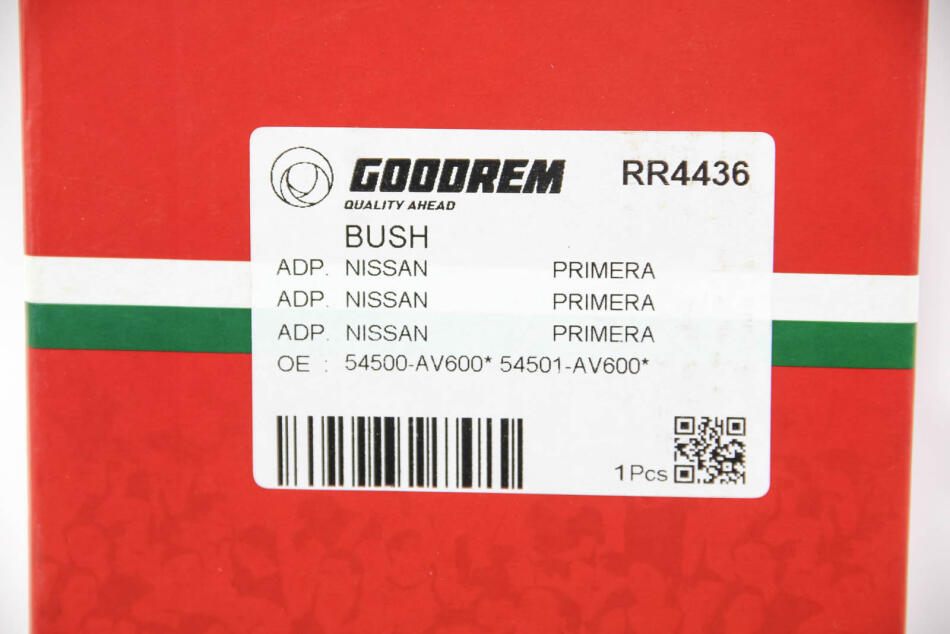 GOODREM RR4436
QUALITY AHEAD
BUSH
ADP. NISSAN PRIMERA
ADP. NISSAN PRIMERA
ADP. NISSAN PRIMERA
OE : 54500-AV600* 54501-AV600*
1Pcs